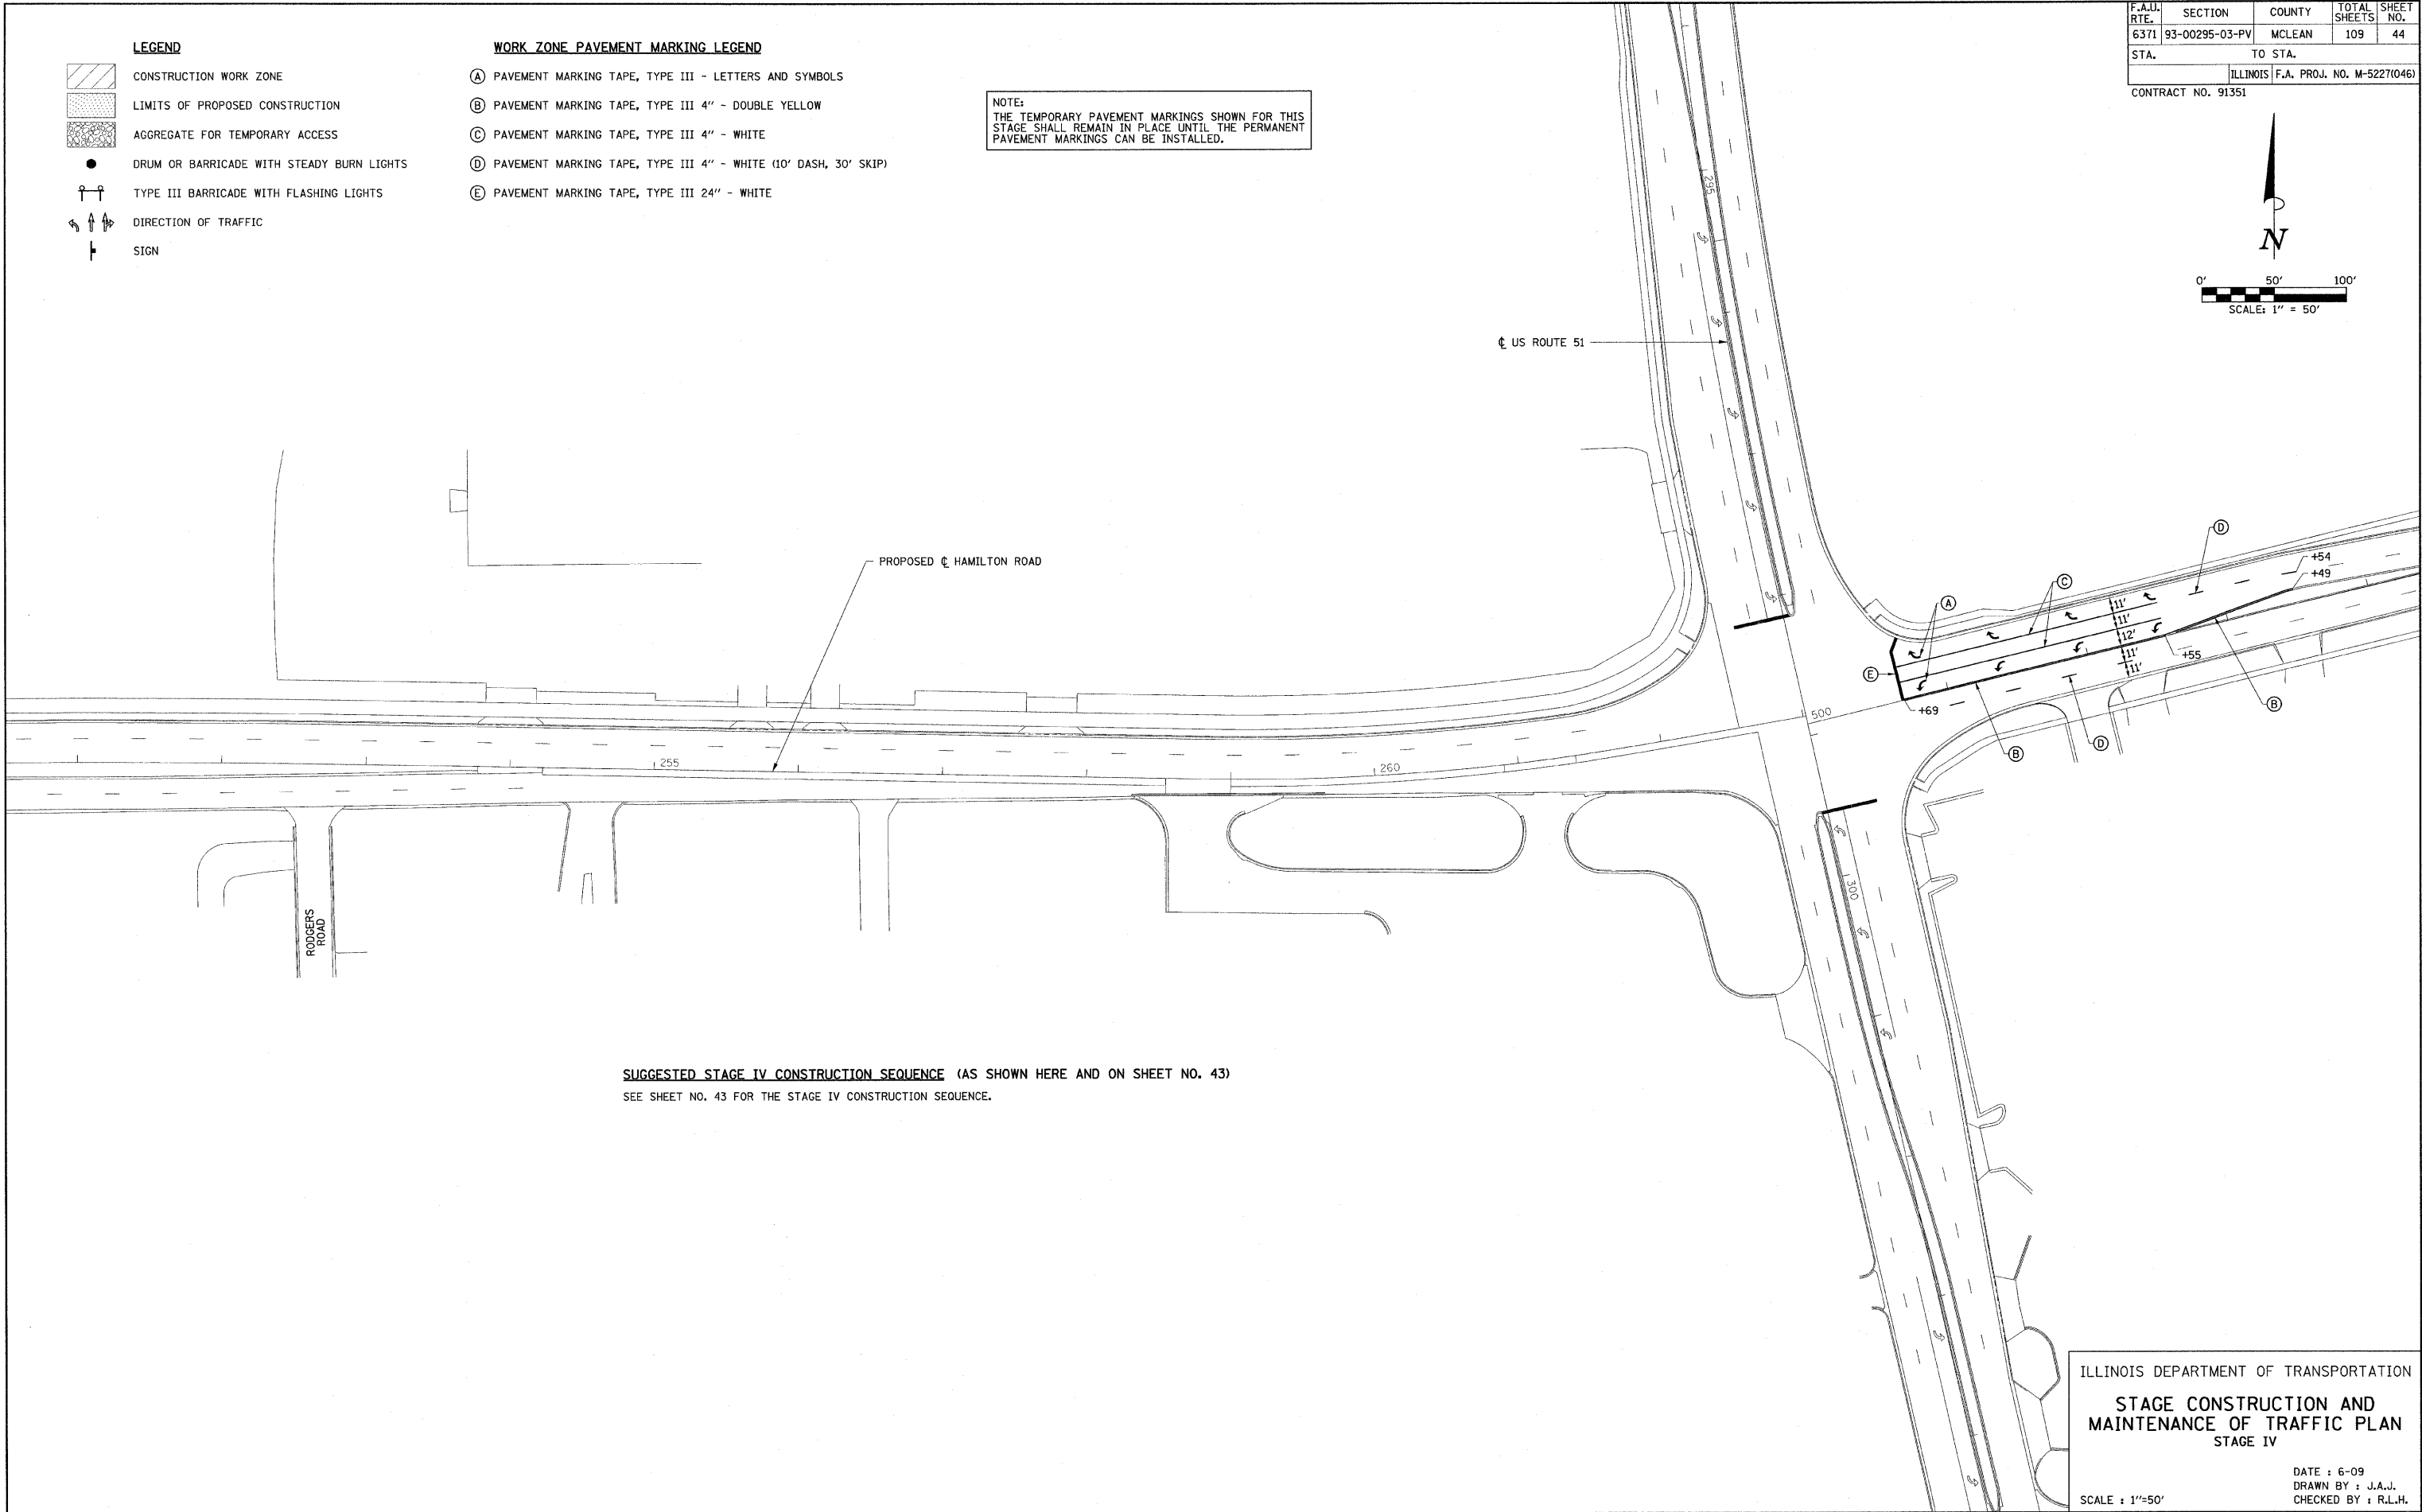 LEGEND
CONSTRUCTION WORK ZONE
LIMITS OF PROPOSED CONSTRUCTION
AGGREGATE FOR TEMPORARY ACCESS
DRUM OR BARRICADE WITH STEADY BURN LIGHTS
TYPE III BARRICADE WITH FLASHING LIGHTS
DIRECTION OF TRAFFIC
SIGN
WORK ZONE PAVEMENT MARKING LEGEND
Ⓐ PAVEMENT MARKING TAPE, TYPE III - LETTERS AND SYMBOLS
Ⓑ PAVEMENT MARKING TAPE, TYPE III 4" - DOUBLE YELLOW
Ⓒ PAVEMENT MARKING TAPE, TYPE III 4" - WHITE
Ⓓ PAVEMENT MARKING TAPE, TYPE III 4" - WHITE (10' DASH, 30' SKIP)
Ⓔ PAVEMENT MARKING TAPE, TYPE III 24" - WHITE
NOTE:
THE TEMPORARY PAVEMENT MARKINGS SHOWN FOR THIS
STAGE SHALL REMAIN IN PLACE UNTIL THE PERMANENT
PAVEMENT MARKINGS CAN BE INSTALLED.
F.A.U. RTE. SECTION COUNTY TOTAL SHEETS SHEET NO.
6371 93-00295-03-PV MCLEAN 109 44
STA. TO STA.
ILLINOIS F.A. PROJ. NO. M-5227(046)
CONTRACT NO. 91351
N
0' 50' 100'
SCALE: 1" = 50'
295
℄ US ROUTE 51
PROPOSED ℄ HAMILTON ROAD
Ⓓ
+54
+49
Ⓒ
Ⓐ
11'
11'
12'
11'
11'
+55
Ⓔ
+69
Ⓑ
Ⓓ
Ⓑ
500
255
260
300
RODGERS
ROAD
SUGGESTED STAGE IV CONSTRUCTION SEQUENCE (AS SHOWN HERE AND ON SHEET NO. 43)
SEE SHEET NO. 43 FOR THE STAGE IV CONSTRUCTION SEQUENCE.
ILLINOIS DEPARTMENT OF TRANSPORTATION
STAGE CONSTRUCTION AND
MAINTENANCE OF TRAFFIC PLAN
STAGE IV
DATE : 6-09
DRAWN BY : J.A.J.
SCALE : 1"=50' CHECKED BY : R.L.H.